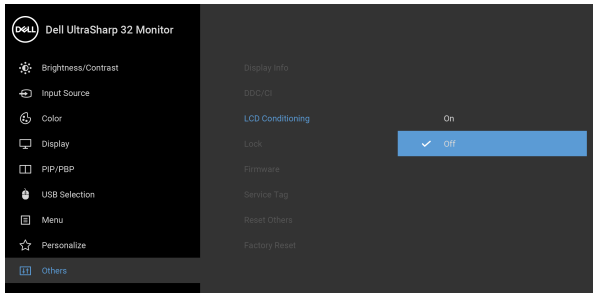 DELL
Dell UltraSharp 32 Monitor
Brightness/Contrast
Input Source
Color
Display
PIP/PBP
USB Selection
Menu
Personalize
Others
Display Info
DDC/CI
LCD Conditioning
Lock
Firmware
Service Tag
Reset Others
Factory Reset
On
Off